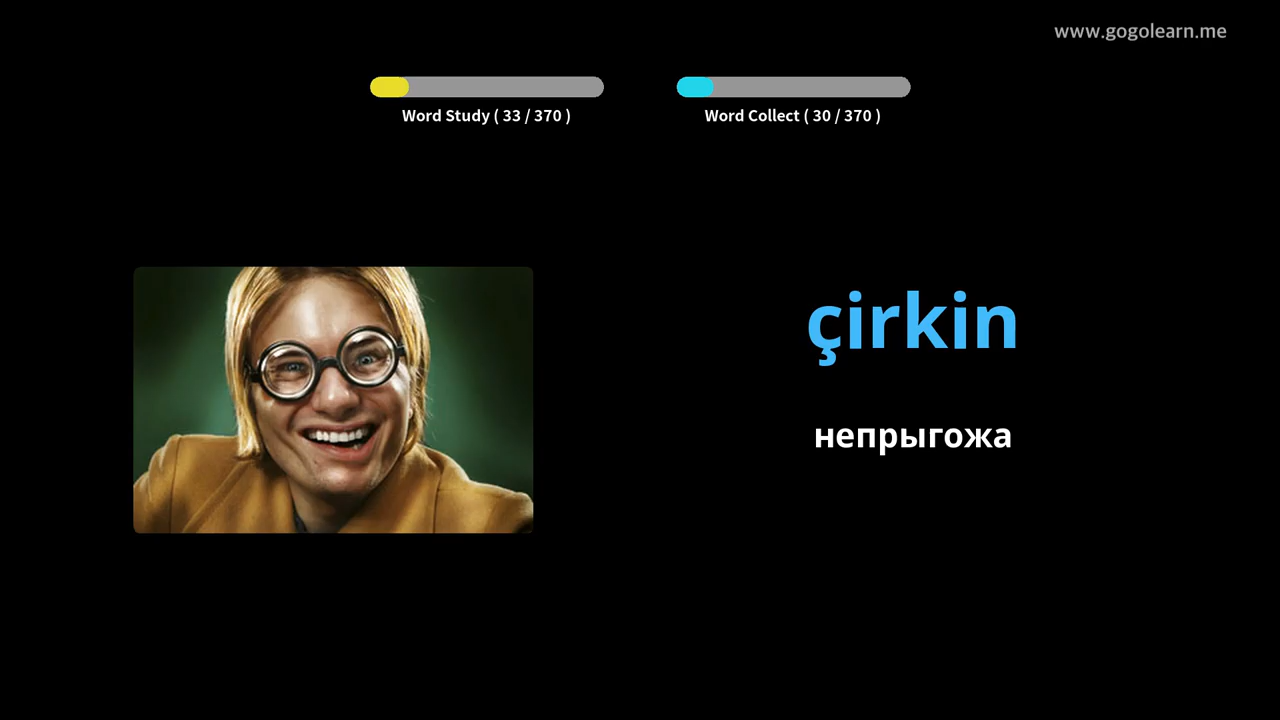 www.gogolearn.me
Word Study ( 33 / 370 )
Word Collect ( 30 / 370 )
çirkin
непрыгожа